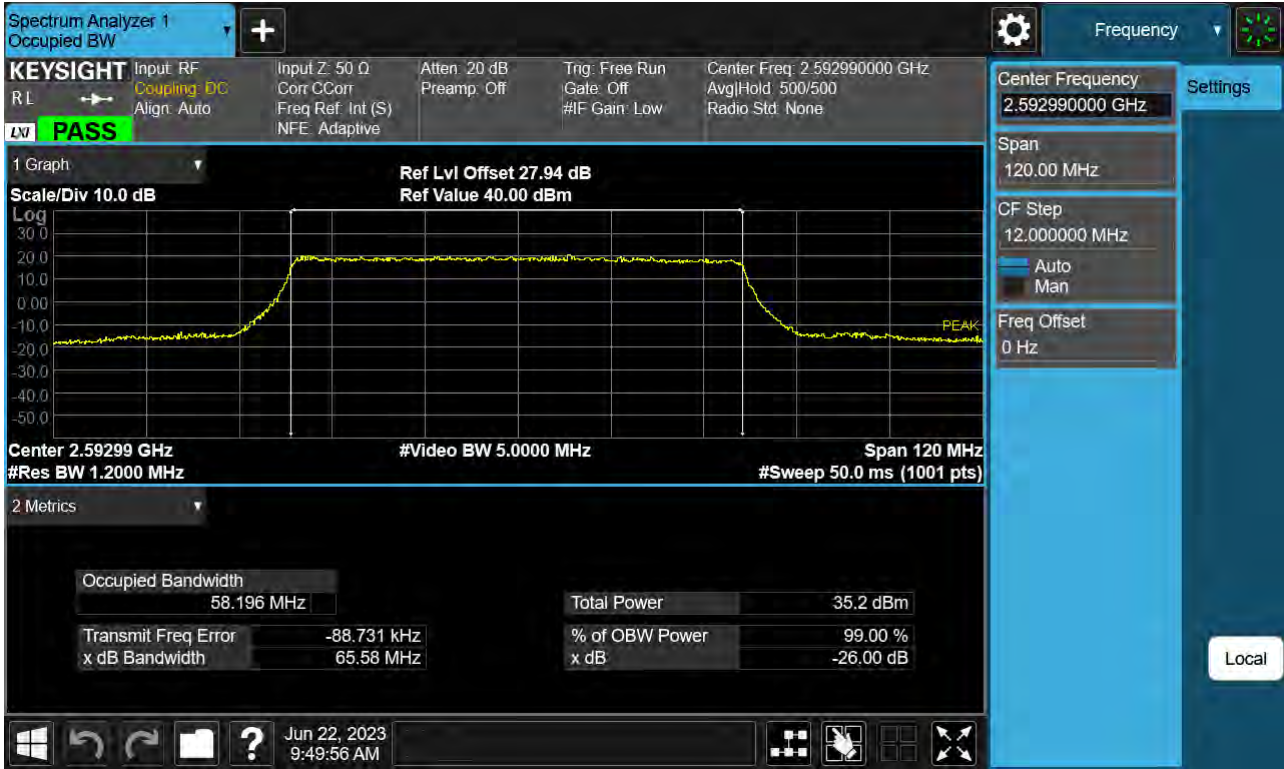 Spectrum Analyzer 1
Occupied BW
+
Frequency
KEYSIGHT
RL
LXI
PASS
Input: RF
Coupling: DC
Align: Auto
Input Z: 50 Ω
Corr CCorr
Freq Ref: Int (S)
NFE: Adaptive
Atten: 20 dB
Preamp: Off
Trig: Free Run
Gate: Off
#IF Gain: Low
Center Freq: 2.592990000 GHz
Avg|Hold: 500/500
Radio Std: None
1 Graph
Scale/Div 10.0 dB
Ref Lvl Offset 27.94 dB
Ref Value 40.00 dBm
Log
30.0
20.0
10.0
0.00
-10.0
-20.0
-30.0
-40.0
-50.0
PEAK
Center 2.59299 GHz
#Res BW 1.2000 MHz
#Video BW 5.0000 MHz
Span 120 MHz
#Sweep 50.0 ms (1001 pts)
2 Metrics
Occupied Bandwidth
58.196 MHz
Transmit Freq Error -88.731 kHz
x dB Bandwidth 65.58 MHz
Total Power 35.2 dBm
% of OBW Power 99.00 %
x dB -26.00 dB
Center Frequency
2.592990000 GHz
Span
120.00 MHz
CF Step
12.000000 MHz
Auto
Man
Freq Offset
0 Hz
Settings
Local
?
Jun 22, 2023
9:49:56 AM